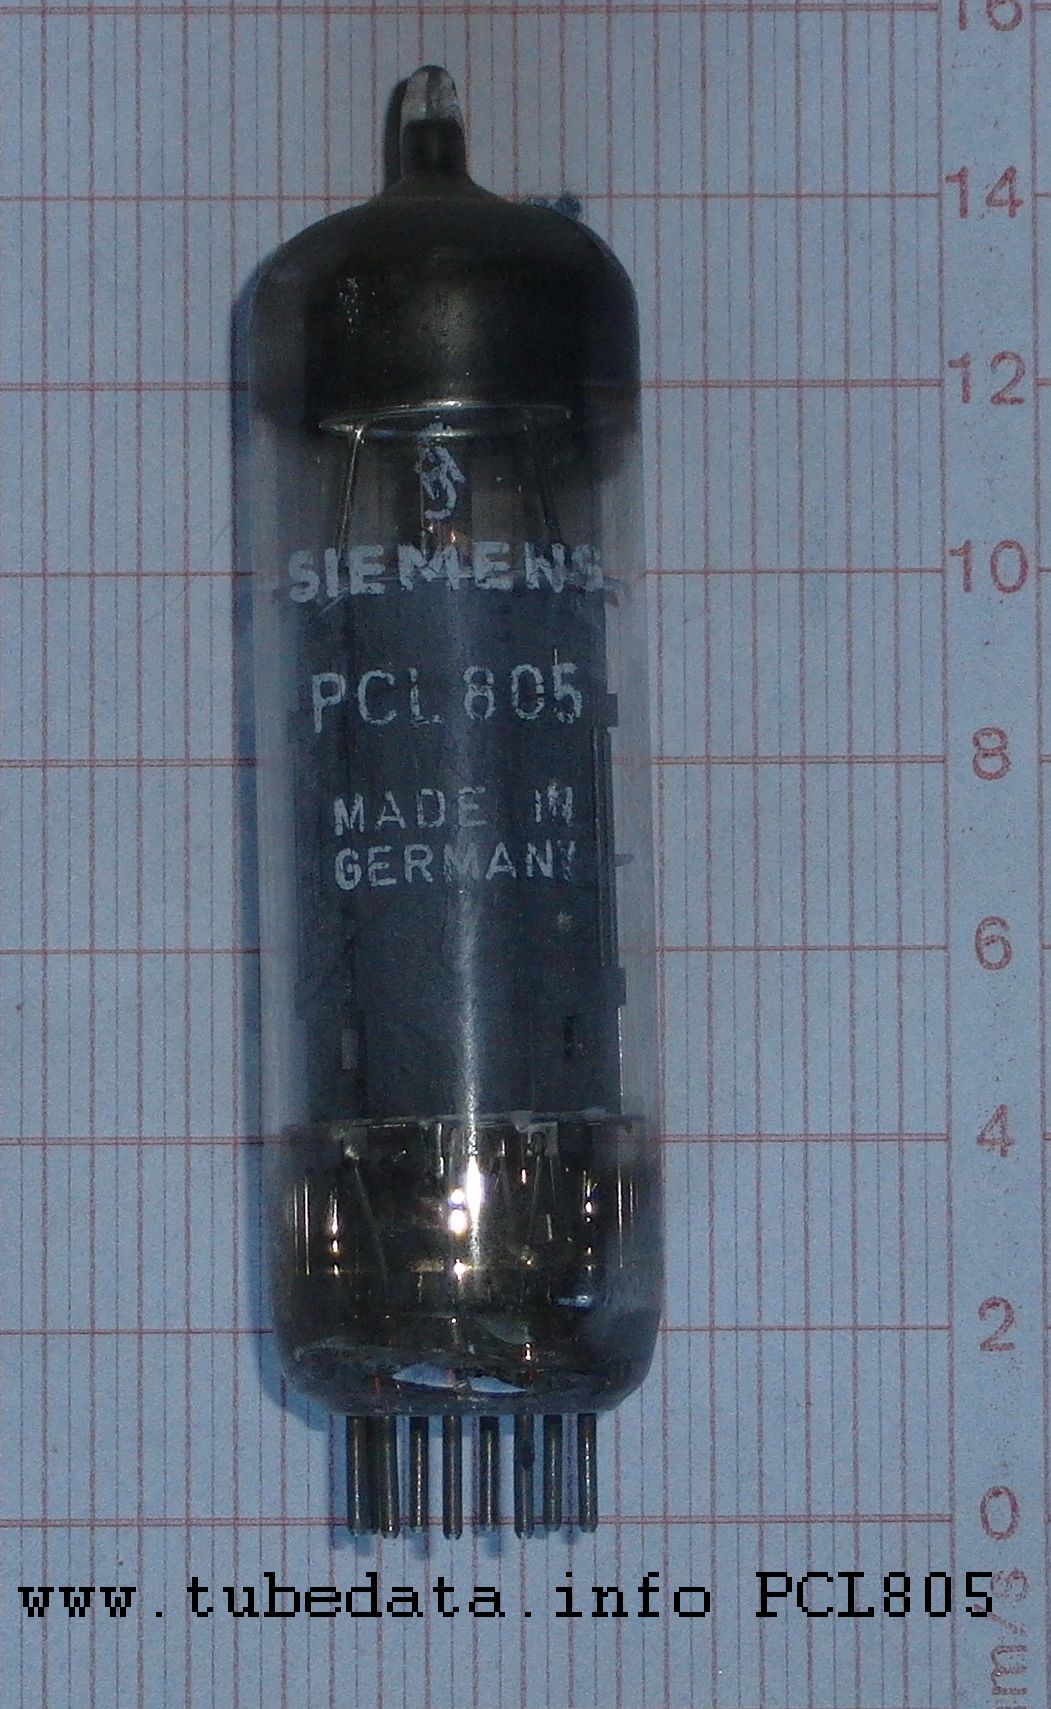 16
14
12
SIEMENS
10
PCL 805
8
MADE IN
GERMANY
6
4
2
0
www.tubedata.info PCL805